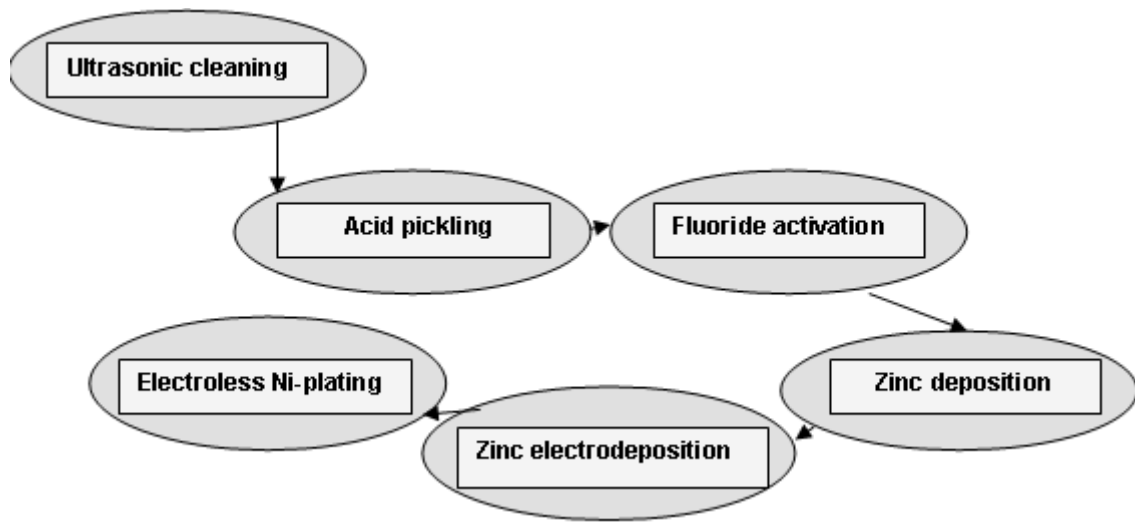 Ultrasonic cleaning
Acid pickling
Fluoride activation
Zinc deposition
Zinc electrodeposition
Electroless Ni-plating